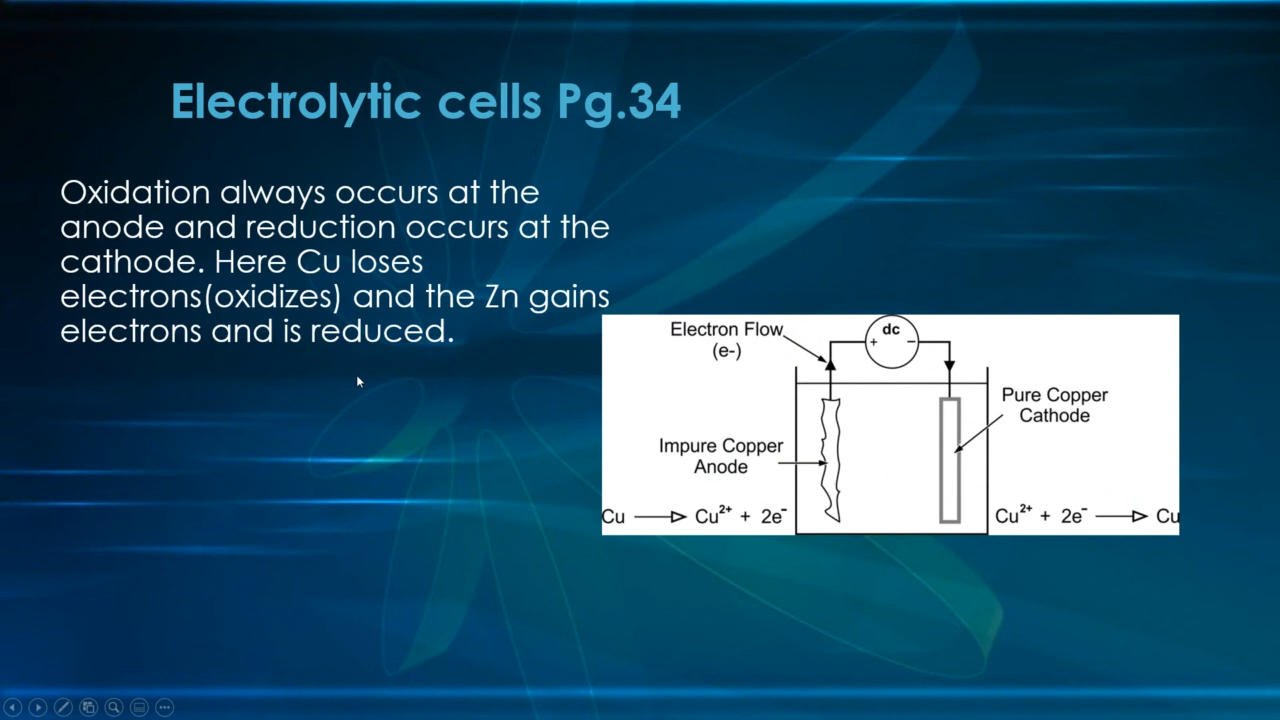 Electrolytic cells Pg.34
Oxidation always occurs at the
anode and reduction occurs at the
cathode. Here Cu loses
electrons(oxidizes) and the Zn gains
electrons and is reduced.
Electron Flow
(e-)
dc
+ −
Pure Copper
Cathode
Impure Copper
Anode
Cu → Cu²⁺ + 2e⁻
Cu²⁺ + 2e⁻ → Cu